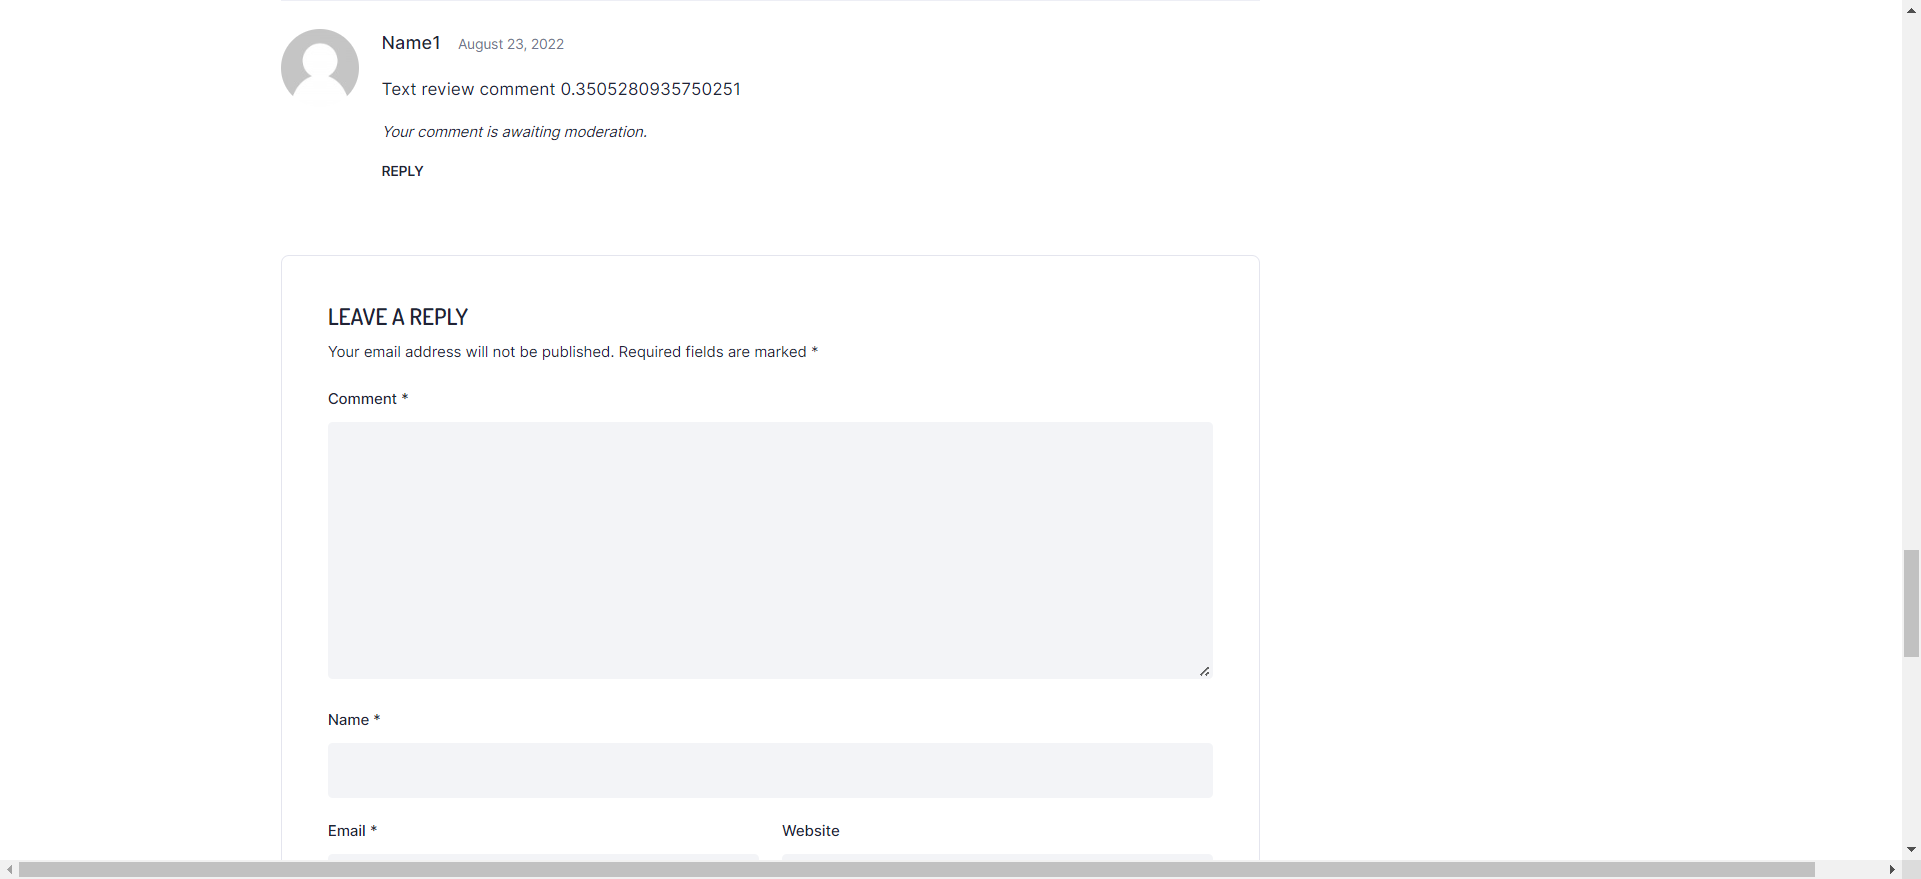 Name1 August 23, 2022
Text review comment 0.3505280935750251
Your comment is awaiting moderation.
REPLY
LEAVE A REPLY
Your email address will not be published. Required fields are marked *
Comment *
Name *
Email * Website